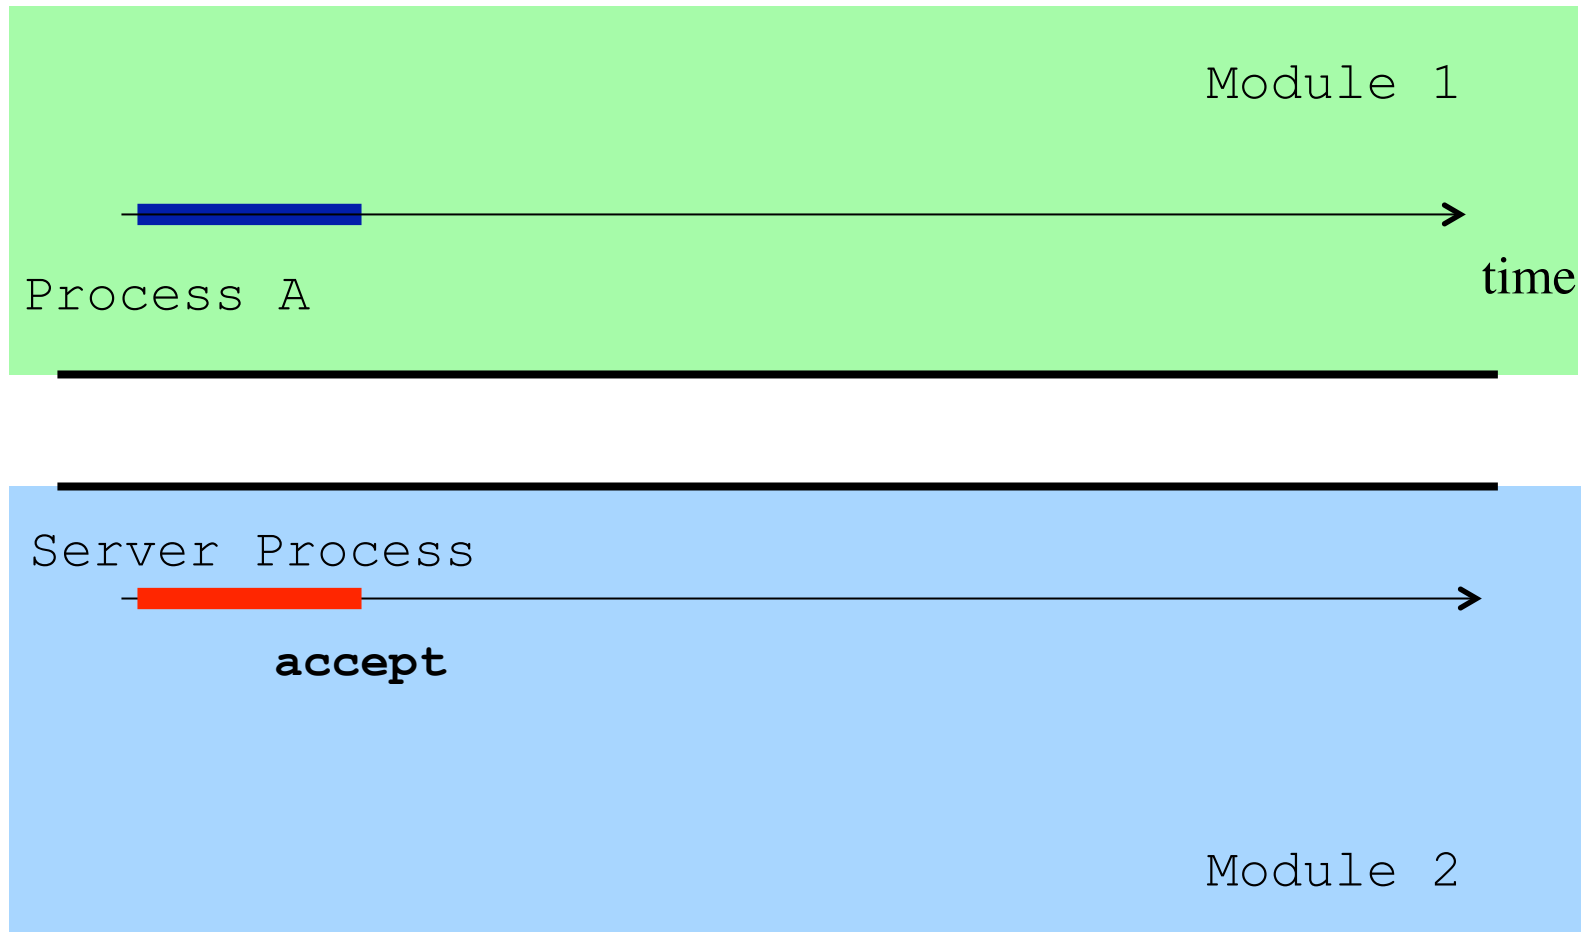 Module 1
time
Process A
Server Process
accept
Module 2